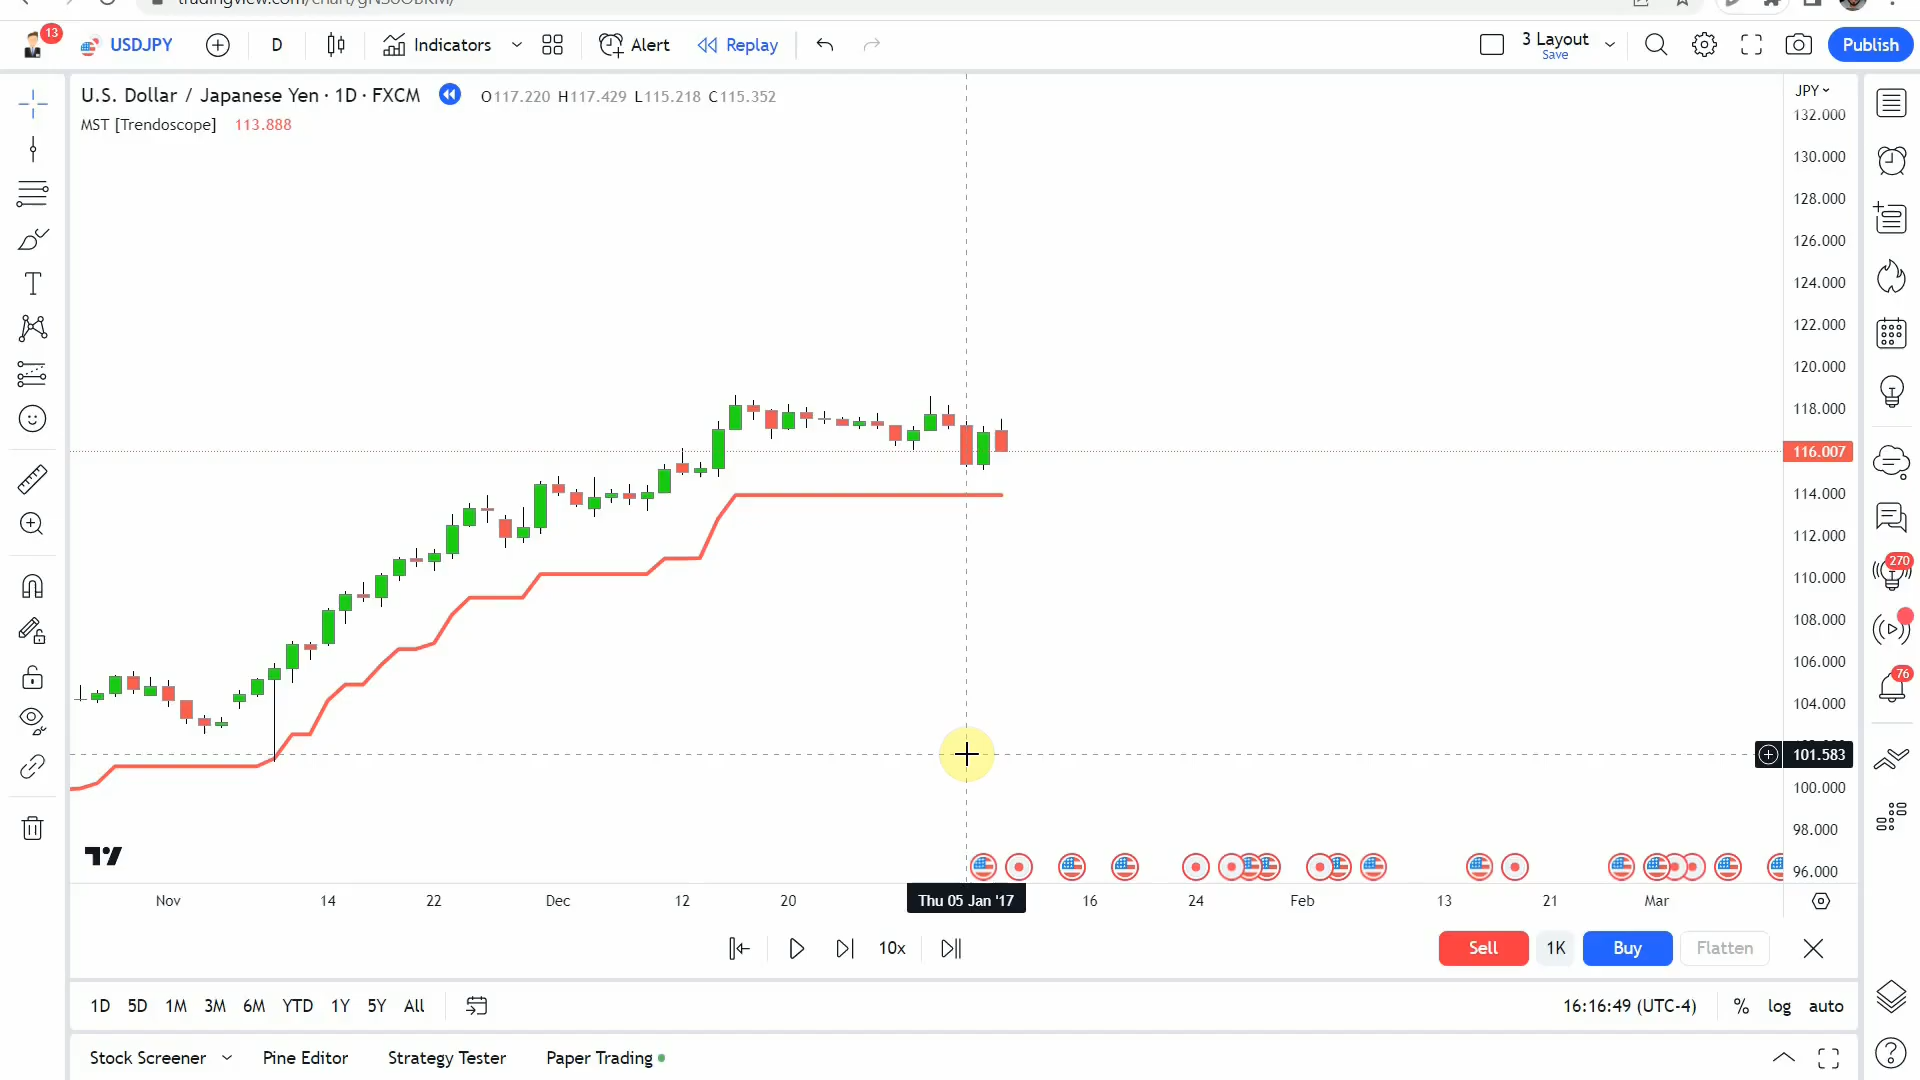 13
USDJPY
D
Indicators
Alert
Replay
3 Layout
Save
Publish
U.S. Dollar / Japanese Yen · 1D · FXCM
O117.220 H117.429 L115.218 C115.352
MST [Trendoscope] 113.888
JPY
132.000
130.000
128.000
126.000
124.000
122.000
120.000
118.000
116.007
114.000
112.000
110.000
108.000
106.000
104.000
101.583
100.000
98.000
96.000
270
76
Nov 14 22 Dec 12 20 Thu 05 Jan '17 16 24 Feb 13 21 Mar
10x
Sell 1K Buy Flatten
1D 5D 1M 3M 6M YTD 1Y 5Y All
16:16:49 (UTC-4) % log auto
Stock Screener Pine Editor Strategy Tester Paper Trading